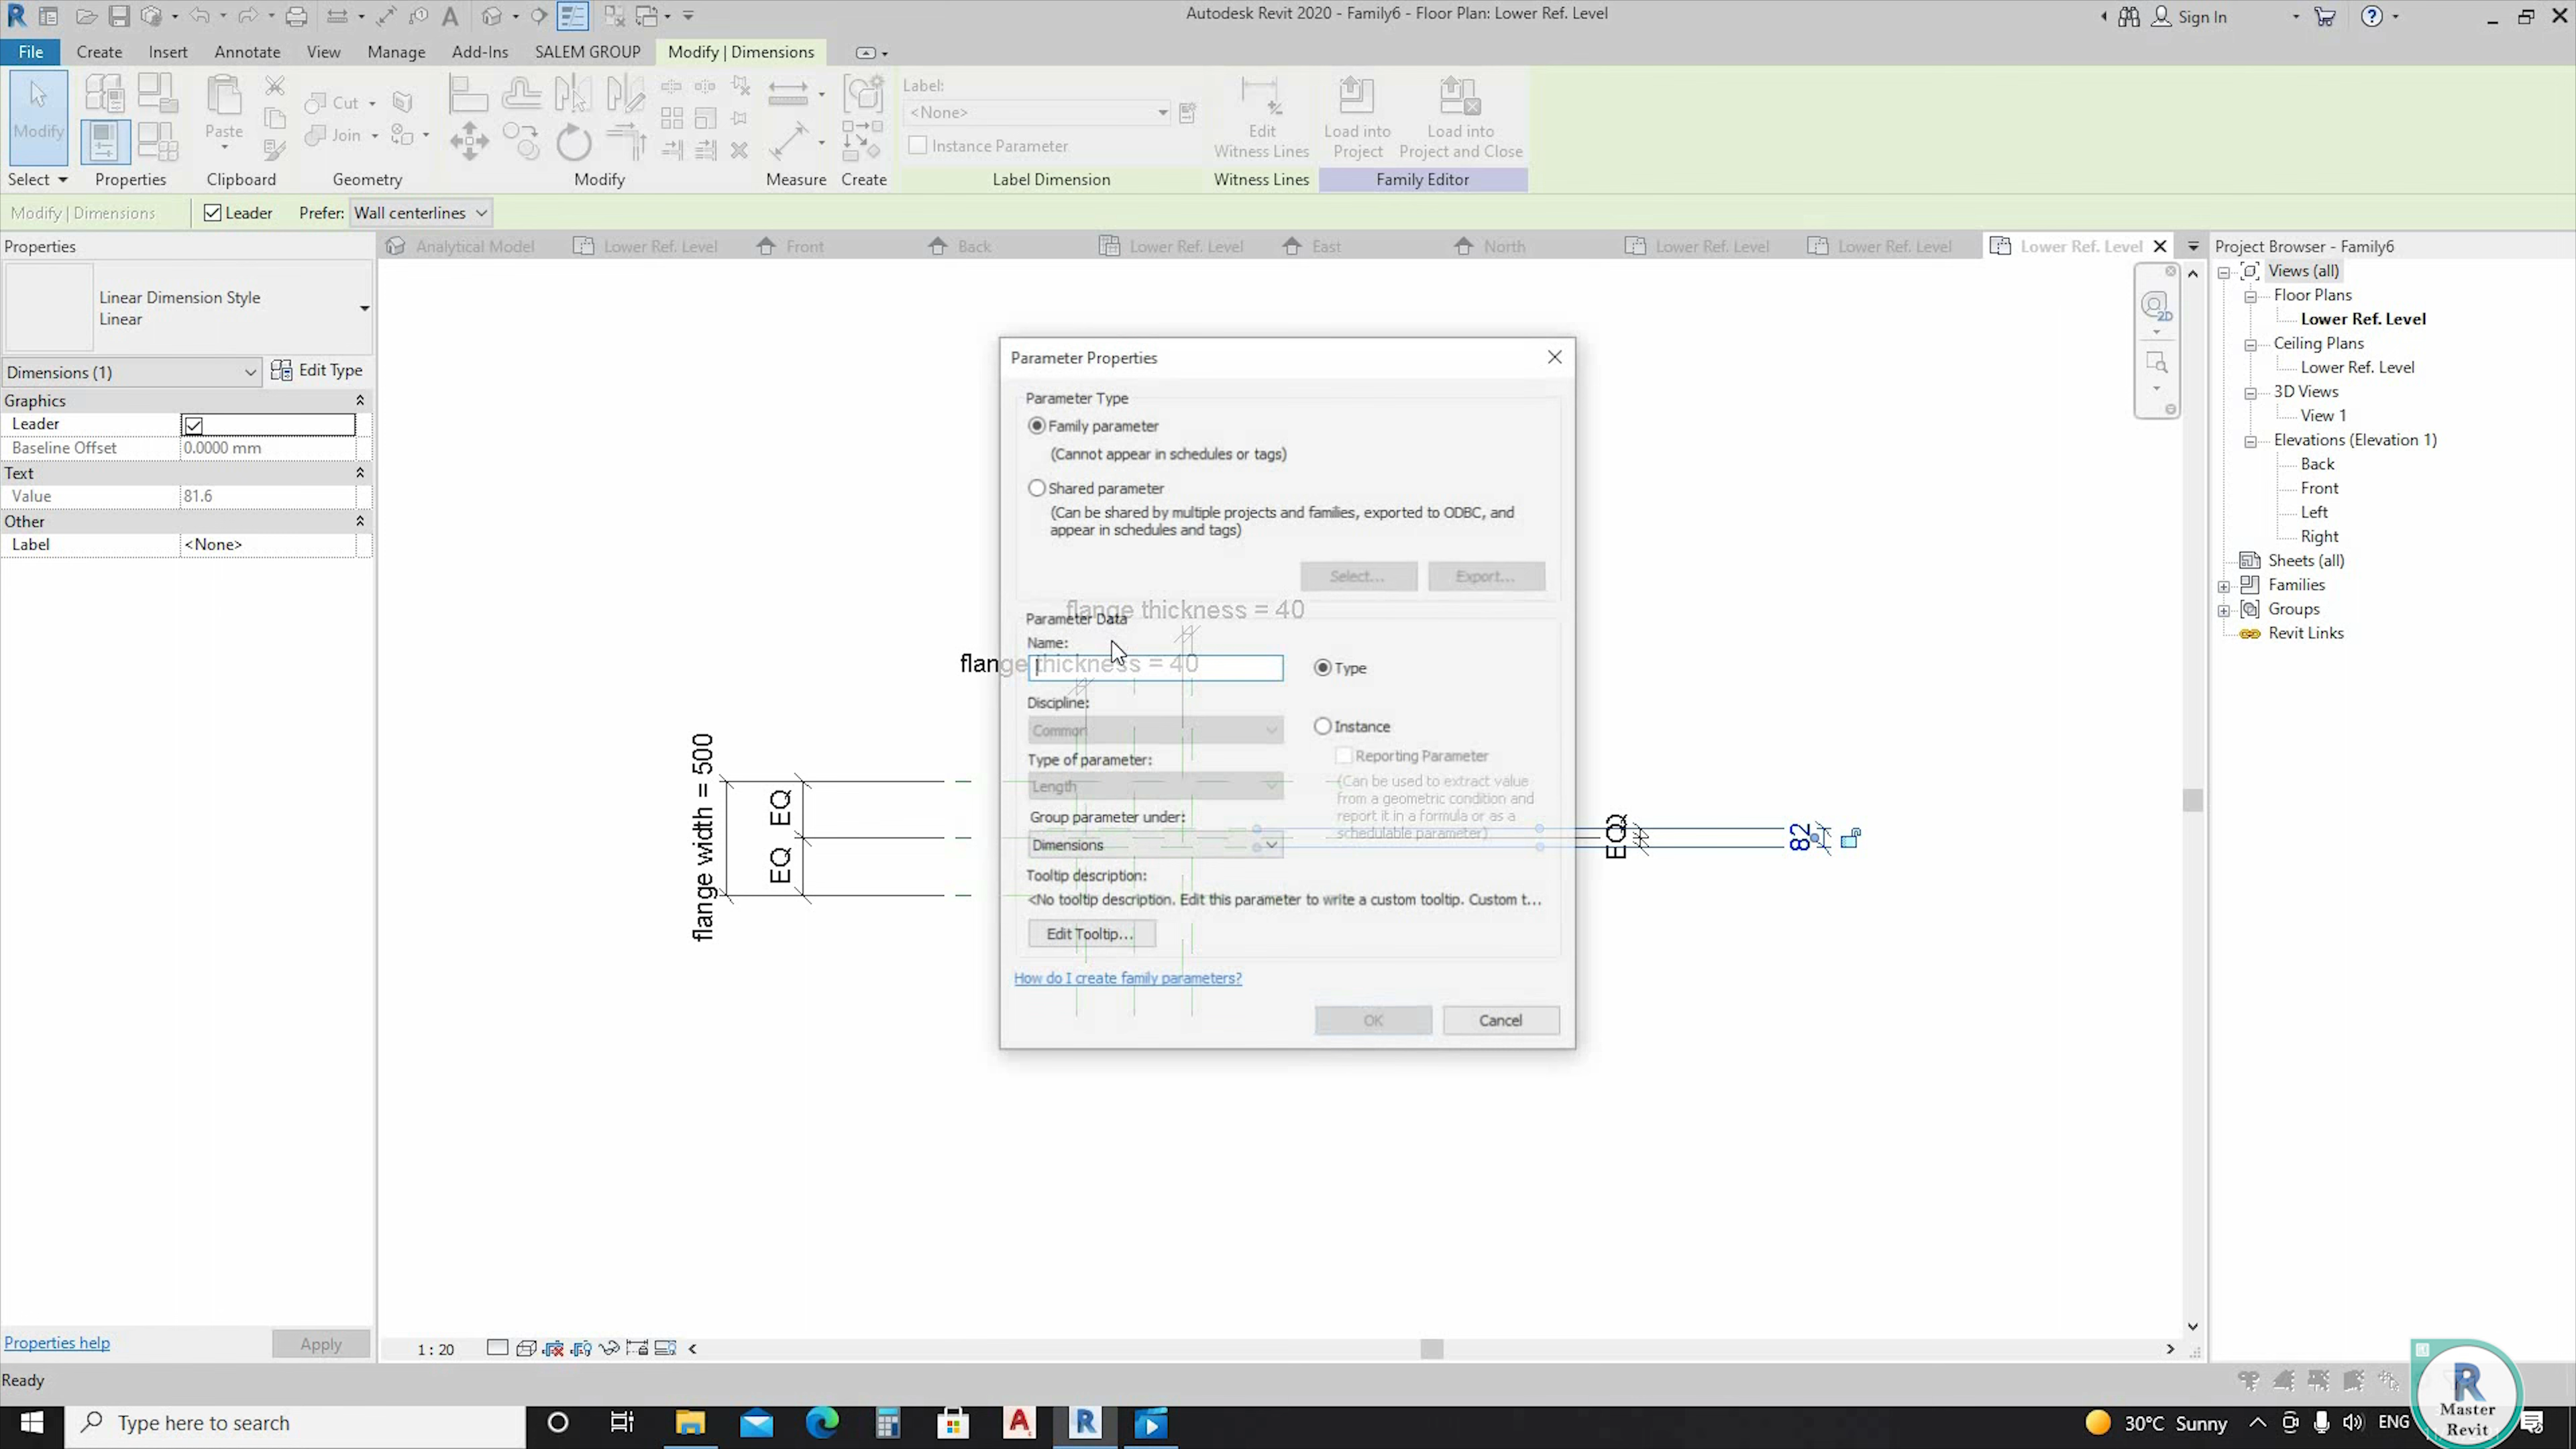 Autodesk Revit 2020 - Family6 - Floor Plan: Lower Ref. Level
Sign In
File Create Insert Annotate View Manage Add-Ins SALEM GROUP Modify | Dimensions
Modify
Select
Properties
Paste
Clipboard
Cut
Join
Geometry
Modify
Measure
Create
Label:
<None>
Instance Parameter
Label Dimension
Edit Witness Lines
Witness Lines
Load into Project
Load into Project and Close
Family Editor
Modify | Dimensions
Leader
Prefer: Wall centerlines
Properties
Linear Dimension Style
Linear
Dimensions (1)
Edit Type
Graphics
Leader
Baseline Offset 0.0000 mm
Text
Value 81.6
Other
Label <None>
Properties help
Apply
Analytical Model
Lower Ref. Level
Front
Back
Lower Ref. Level
East
North
Lower Ref. Level
Lower Ref. Level
Lower Ref. Level
2D
Parameter Properties
Parameter Type
Family parameter
(Cannot appear in schedules or tags)
Shared parameter
(Can be shared by multiple projects and families, exported to ODBC, and
appear in schedules and tags)
Select...
Export...
flange thickness = 40
Parameter Data
Name:
flange thickness = 40
Type
Discipline:
Common
Instance
Reporting Parameter
(Can be used to extract value
from a geometric condition and
report it in a formula or as a
schedulable parameter)
Type of parameter:
Length
Group parameter under:
Dimensions
Tooltip description:
<No tooltip description. Edit this parameter to write a custom tooltip. Custom t...
Edit Tooltip...
How do I create family parameters?
OK
Cancel
flange width = 500
EQ
EQ
82
Project Browser - Family6
Views (all)
Floor Plans
Lower Ref. Level
Ceiling Plans
Lower Ref. Level
3D Views
View 1
Elevations (Elevation 1)
Back
Front
Left
Right
Sheets (all)
Families
Groups
Revit Links
1 : 20
Ready
Type here to search
30°C Sunny
ENG
R
Master
Revit